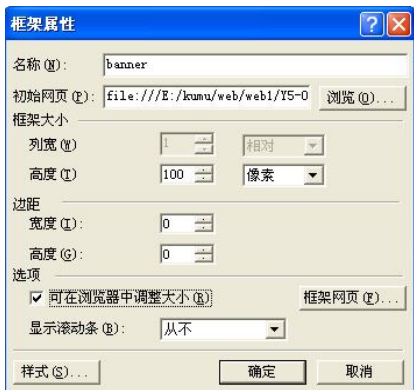 框架属性
名称(N): banner
初始网页(P): file:///E:/kumu/web/web1/Y5-0 浏览(O)...
框架大小
列宽(W) 1 相对
高度(T) 100 像素
边距
宽度(I): 0
高度(G): 0
选项
可在浏览器中调整大小(R) 框架网页(F)...
显示滚动条(B): 从不
样式(S)... 确定 取消